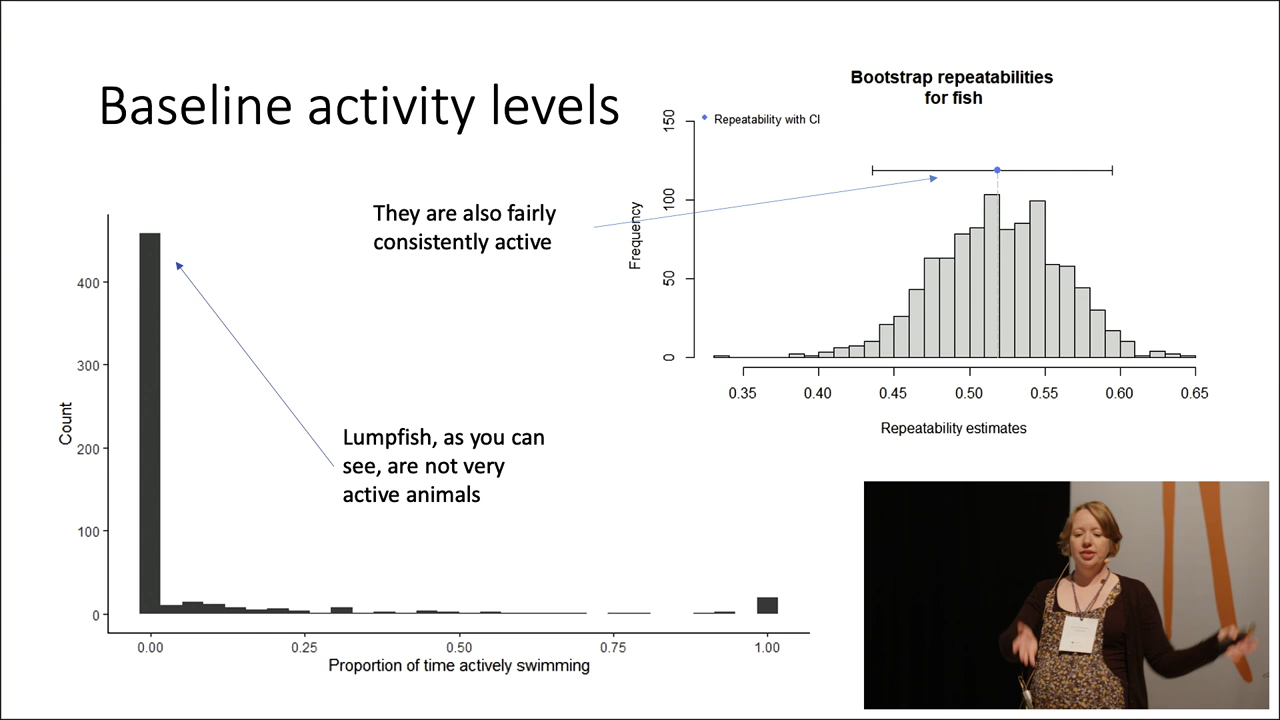 Baseline activity levels
Bootstrap repeatabilities
for fish
Repeatability with CI
150
100
50
0
Frequency
0.35 0.40 0.45 0.50 0.55 0.60 0.65
Repeatability estimates
They are also fairly
consistently active
Lumpfish, as you can
see, are not very
active animals
400
300
200
100
0
Count
0.00 0.25 0.50 0.75 1.00
Proportion of time actively swimming